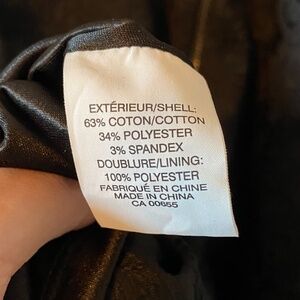 EXTÉRIEUR/SHELL:
63% COTON/COTTON
34% POLYESTER
3% SPANDEX
DOUBLURE/LINING:
100% POLYESTER
FABRIQUÉ EN CHINE
MADE IN CHINA
CA 00655